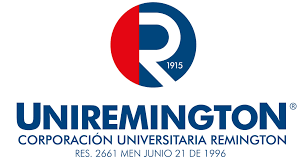 R
1915
UNIREMINGTON®
CORPORACIÓN UNIVERSITARIA REMINGTON
RES. 2661 MEN JUNIO 21 DE 1996